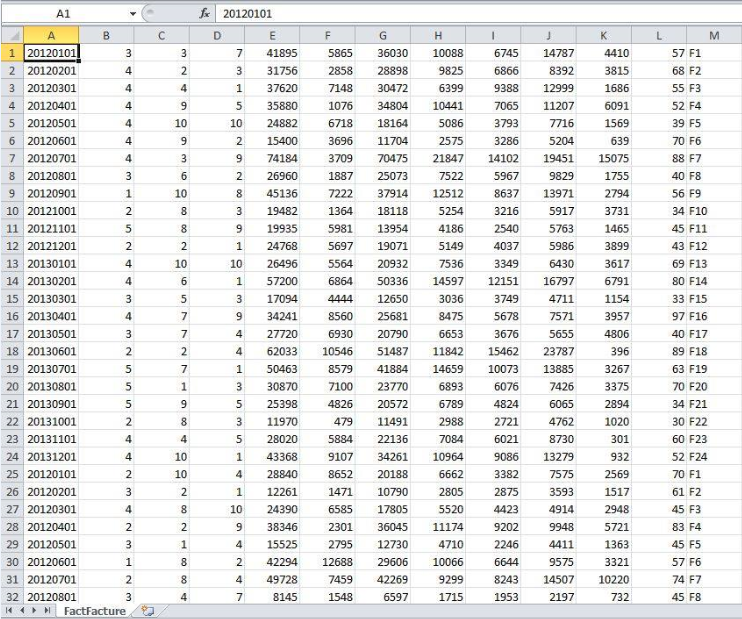 A1 fx 20120101
A B C D E F G H I J K L M
1 20120101 3 3 7 41895 5865 36030 10088 6745 14787 4410 57 F1
2 20120201 4 2 3 31756 2858 28898 9825 6866 8392 3815 68 F2
3 20120301 4 4 1 37620 7148 30472 6399 9388 12999 1686 55 F3
4 20120401 4 9 5 35880 1076 34804 10441 7065 11207 6091 52 F4
5 20120501 4 10 10 24882 6718 18164 5086 3793 7716 1569 39 F5
6 20120601 4 9 2 15400 3696 11704 2575 3286 5204 639 70 F6
7 20120701 4 3 9 74184 3709 70475 21847 14102 19451 15075 88 F7
8 20120801 3 6 2 26960 1887 25073 7522 5967 9829 1755 40 F8
9 20120901 1 10 8 45136 7222 37914 12512 8637 13971 2794 56 F9
10 20121001 2 8 3 19482 1364 18118 5254 3216 5917 3731 34 F10
11 20121101 5 8 9 19935 5981 13954 4186 2540 5763 1465 45 F11
12 20121201 2 2 1 24768 5697 19071 5149 4037 5986 3899 43 F12
13 20130101 4 10 10 26496 5564 20932 7536 3349 6430 3617 69 F13
14 20130201 4 6 1 57200 6864 50336 14597 12151 16797 6791 80 F14
15 20130301 3 5 3 17094 4444 12650 3036 3749 4711 1154 33 F15
16 20130401 4 7 9 34241 8560 25681 8475 5678 7571 3957 97 F16
17 20130501 3 7 4 27720 6930 20790 6653 3676 5655 4806 40 F17
18 20130601 2 2 4 62033 10546 51487 11842 15462 23787 396 89 F18
19 20130701 5 7 1 50463 8579 41884 14659 10073 13885 3267 63 F19
20 20130801 5 1 3 30870 7100 23770 6893 6076 7426 3375 70 F20
21 20130901 5 9 5 25398 4826 20572 6789 4824 6065 2894 34 F21
22 20131001 2 8 3 11970 479 11491 2988 2721 4762 1020 30 F22
23 20131101 4 4 5 28020 5884 22136 7084 6021 8730 301 60 F23
24 20131201 4 10 1 43368 9107 34261 10964 9086 13279 932 52 F24
25 20120101 2 10 4 28840 8652 20188 6662 3382 7575 2569 70 F1
26 20120201 3 2 1 12261 1471 10790 2805 2875 3593 1517 61 F2
27 20120301 4 8 10 24390 6585 17805 5520 4423 4914 2948 45 F3
28 20120401 2 2 9 38346 2301 36045 11174 9202 9948 5721 83 F4
29 20120501 3 1 4 15525 2795 12730 4710 2246 4411 1363 45 F5
30 20120601 1 8 2 42294 12688 29606 10066 6644 9575 3321 57 F6
31 20120701 2 8 4 49728 7459 42269 9299 8243 14507 10220 74 F7
32 20120801 3 4 7 8145 1548 6597 1715 1953 2197 732 45 F8
FactFacture